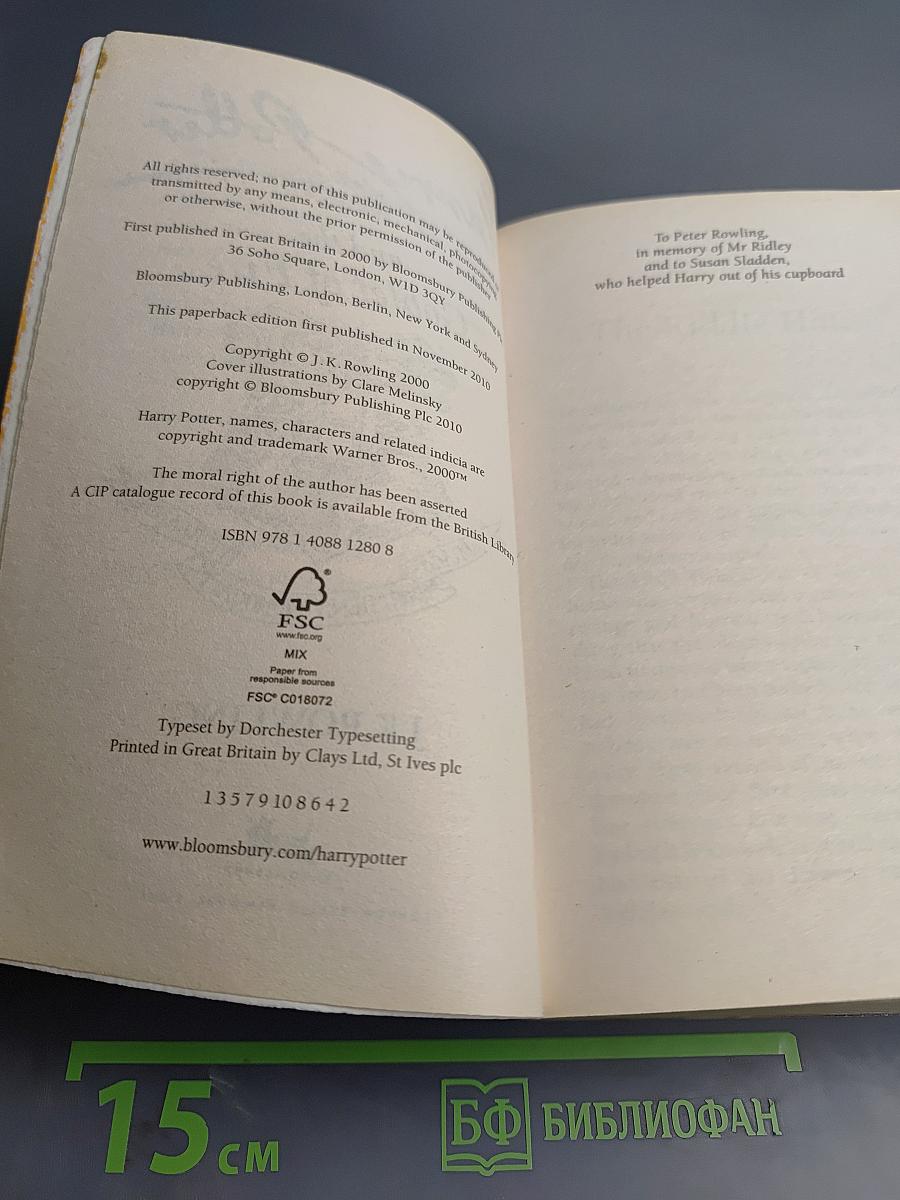 All rights reserved; no part of this publication may be reproduced or
transmitted by any means, electronic, mechanical, photocopying
or otherwise, without the prior permission of the publisher
First published in Great Britain in 2000 by Bloomsbury Publishing
36 Soho Square, London, W1D 3QY
Bloomsbury Publishing, London, Berlin, New York and Sydney
This paperback edition first published in November 2010
Copyright © J. K. Rowling 2000
Cover illustrations by Clare Melinsky
copyright © Bloomsbury Publishing Plc 2010
Harry Potter, names, characters and related indicia are
copyright and trademark Warner Bros., 2000™
The moral right of the author has been asserted
A CIP catalogue record of this book is available from the British Library
ISBN 978 1 4088 1280 8
®
FSC
www.fsc.org
MIX
Paper from
responsible sources
FSC® C018072
Typeset by Dorchester Typesetting
Printed in Great Britain by Clays Ltd, St Ives plc
1 3 5 7 9 10 8 6 4 2
www.bloomsbury.com/harrypotter
To Peter Rowling,
in memory of Mr Ridley
and to Susan Sladden,
who helped Harry out of his cupboard
15 см
БФ БИБЛИОФАН